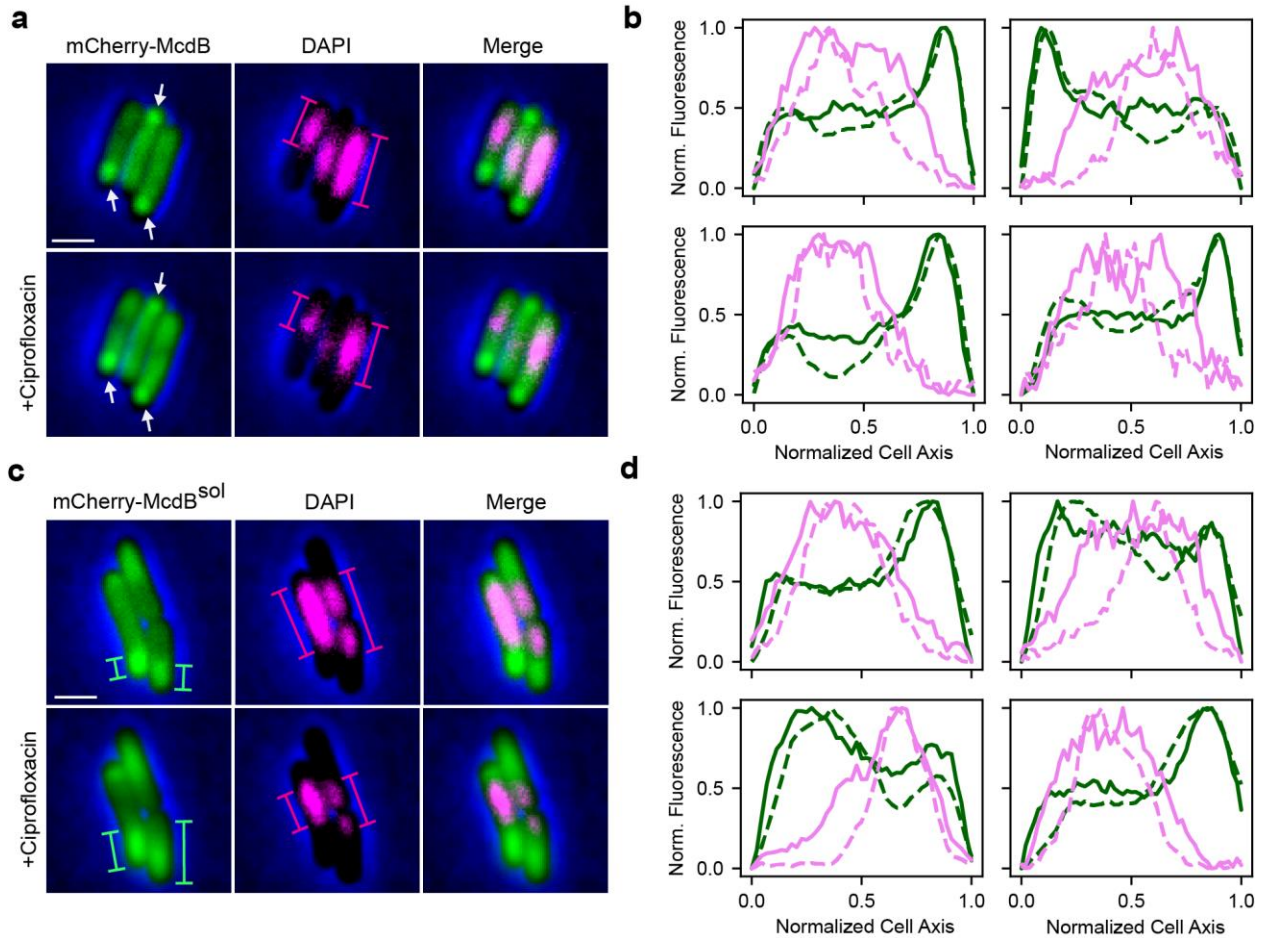 a
mCherry-McdB DAPI Merge
+Ciprofloxacin
b
1.0
0.5
0.0
1.0
0.5
0.0
Norm. Fluorescence
Norm. Fluorescence
0.0 0.5 1.0 0.0 0.5 1.0
Normalized Cell Axis Normalized Cell Axis
c
mCherry-McdBsol DAPI Merge
+Ciprofloxacin
d
1.0
0.5
0.0
1.0
0.5
0.0
Norm. Fluorescence
Norm. Fluorescence
0.0 0.5 1.0 0.0 0.5 1.0
Normalized Cell Axis Normalized Cell Axis